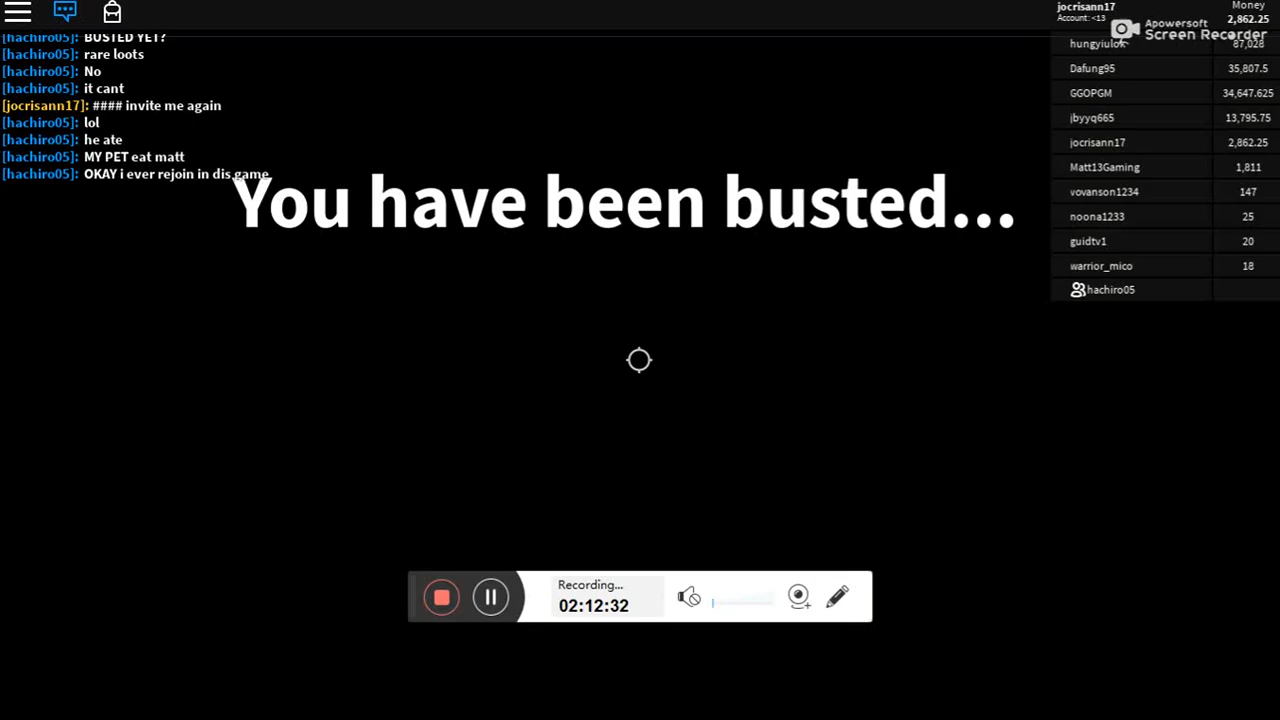 jocrisann17
Account: <13
Money
2,862.25
Apowersoft
Screen Recorder
[hachiro05]: BUSTED YET?
[hachiro05]: rare loots
[hachiro05]: No
[hachiro05]: it cant
[jocrisann17]: #### invite me again
[hachiro05]: lol
[hachiro05]: he ate
[hachiro05]: MY PET eat matt
[hachiro05]: OKAY i ever rejoin in dis game
You have been busted...
hungyiulok 87,028
Dafung95 35,807.5
GGOPGM 34,647.625
jbyyq665 13,795.75
jocrisann17 2,862.25
Matt13Gaming 1,811
vovanson1234 147
noona1233 25
guidtv1 20
warrior_mico 18
hachiro05
Recording...
02:12:32